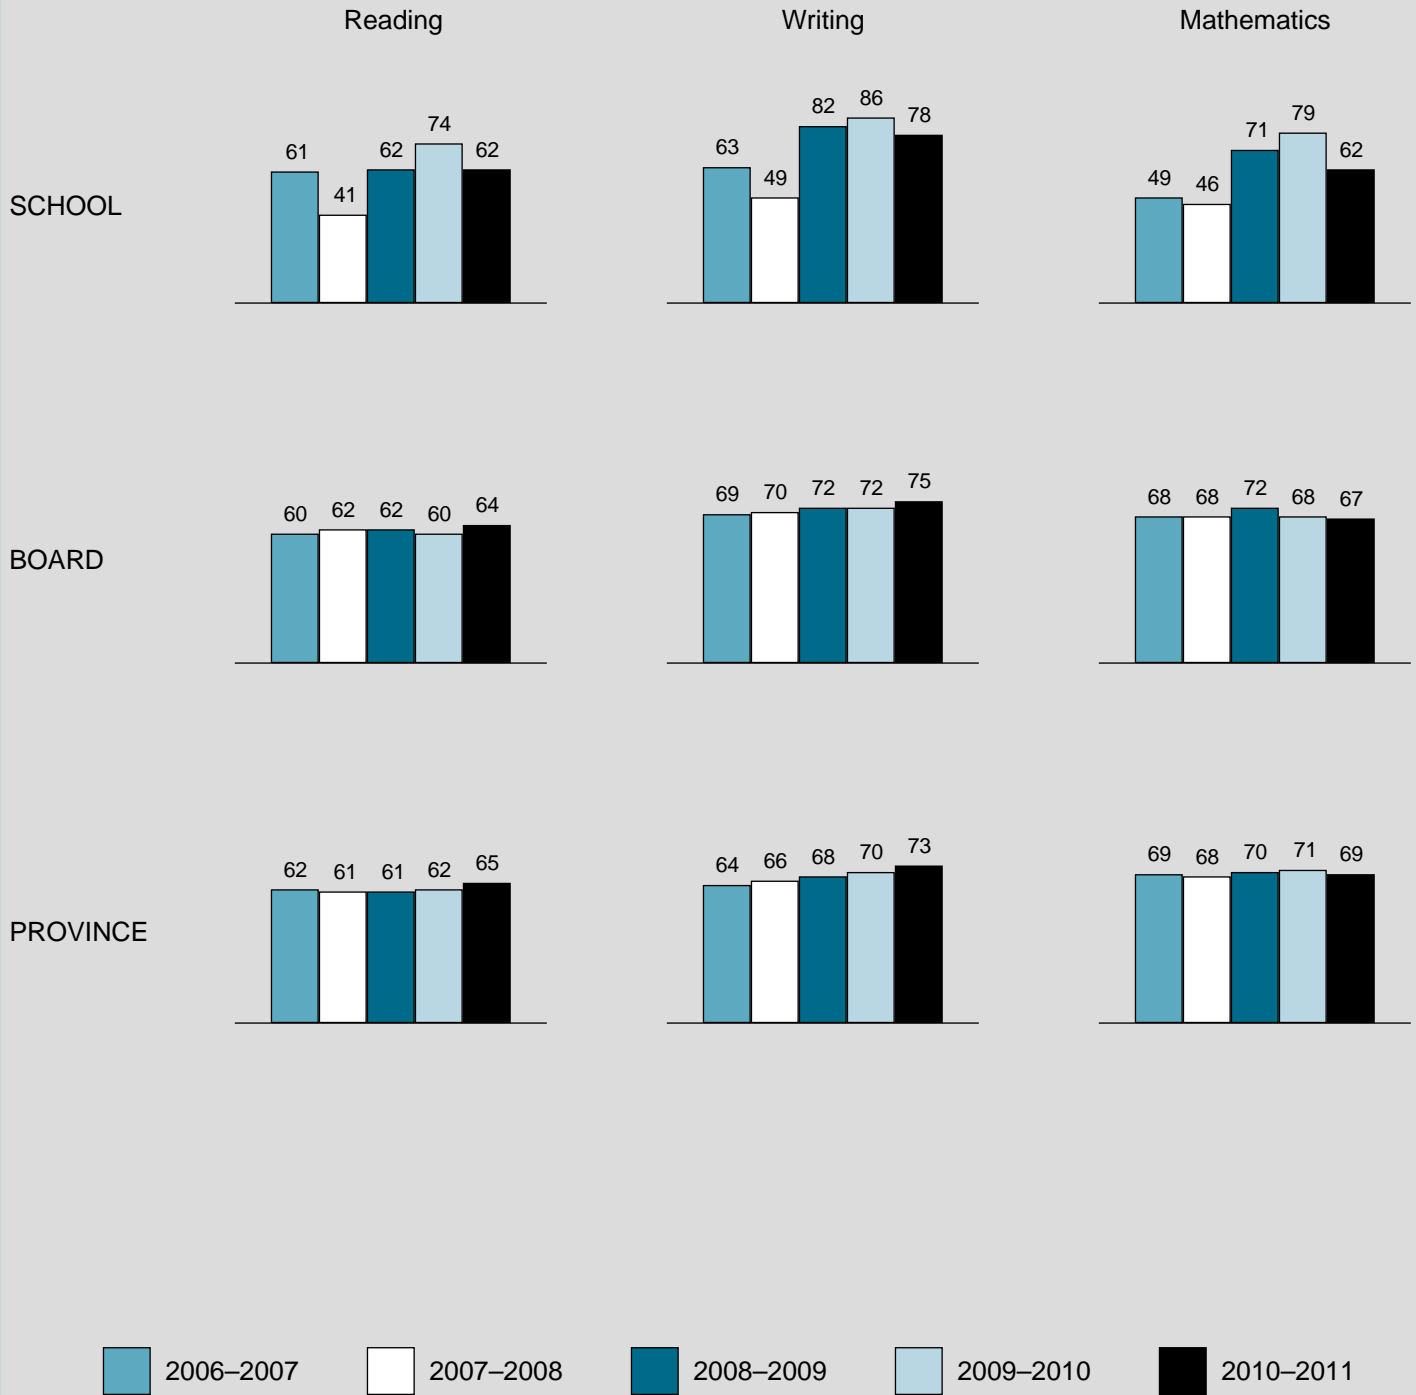 Reading Writing Mathematics
SCHOOL
61 41 62 74 62
63 49 82 86 78
49 46 71 79 62
BOARD
60 62 62 60 64
69 70 72 72 75
68 68 72 68 67
PROVINCE
62 61 61 62 65
64 66 68 70 73
69 68 70 71 69
2006–2007 2007–2008 2008–2009 2009–2010 2010–2011